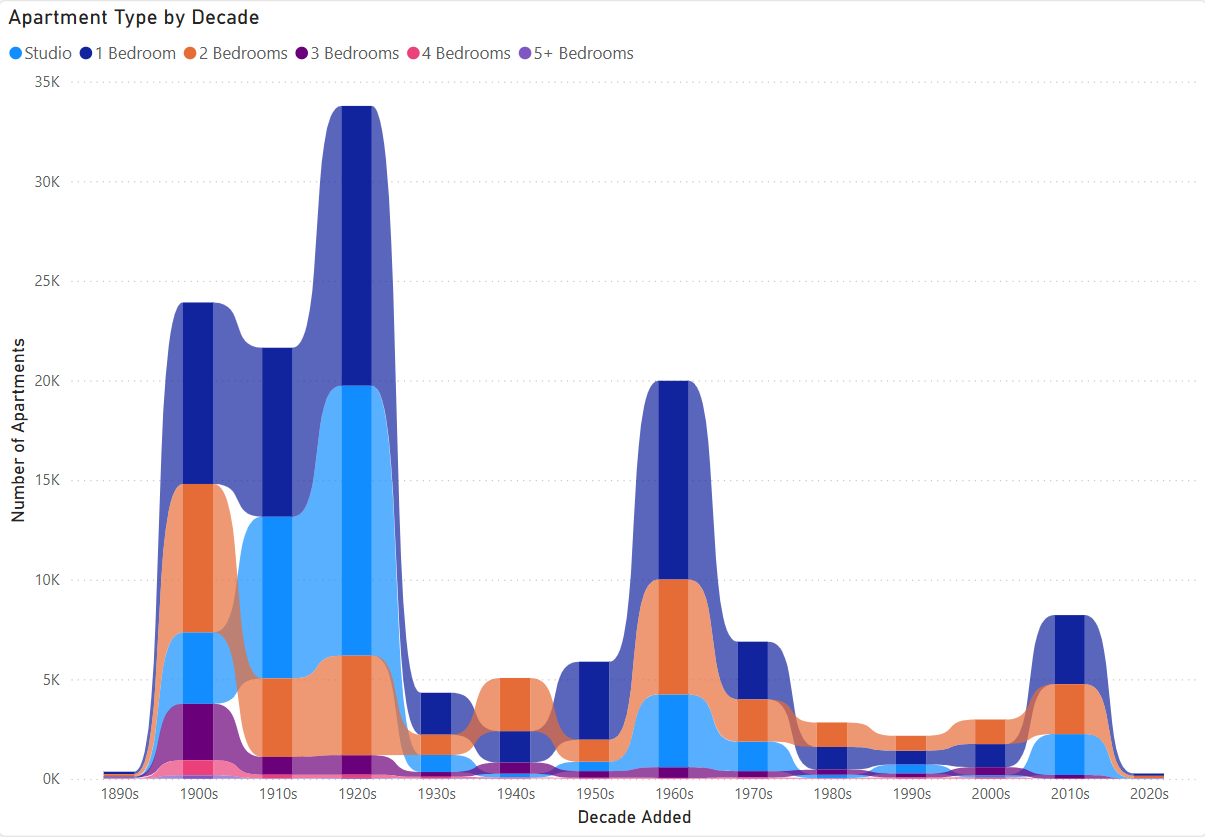 Apartment Type by Decade
Studio 1 Bedroom 2 Bedrooms 3 Bedrooms 4 Bedrooms 5+ Bedrooms
35K
30K
25K
20K
15K
10K
5K
0K
Number of Apartments
1890s 1900s 1910s 1920s 1930s 1940s 1950s 1960s 1970s 1980s 1990s 2000s 2010s 2020s
Decade Added